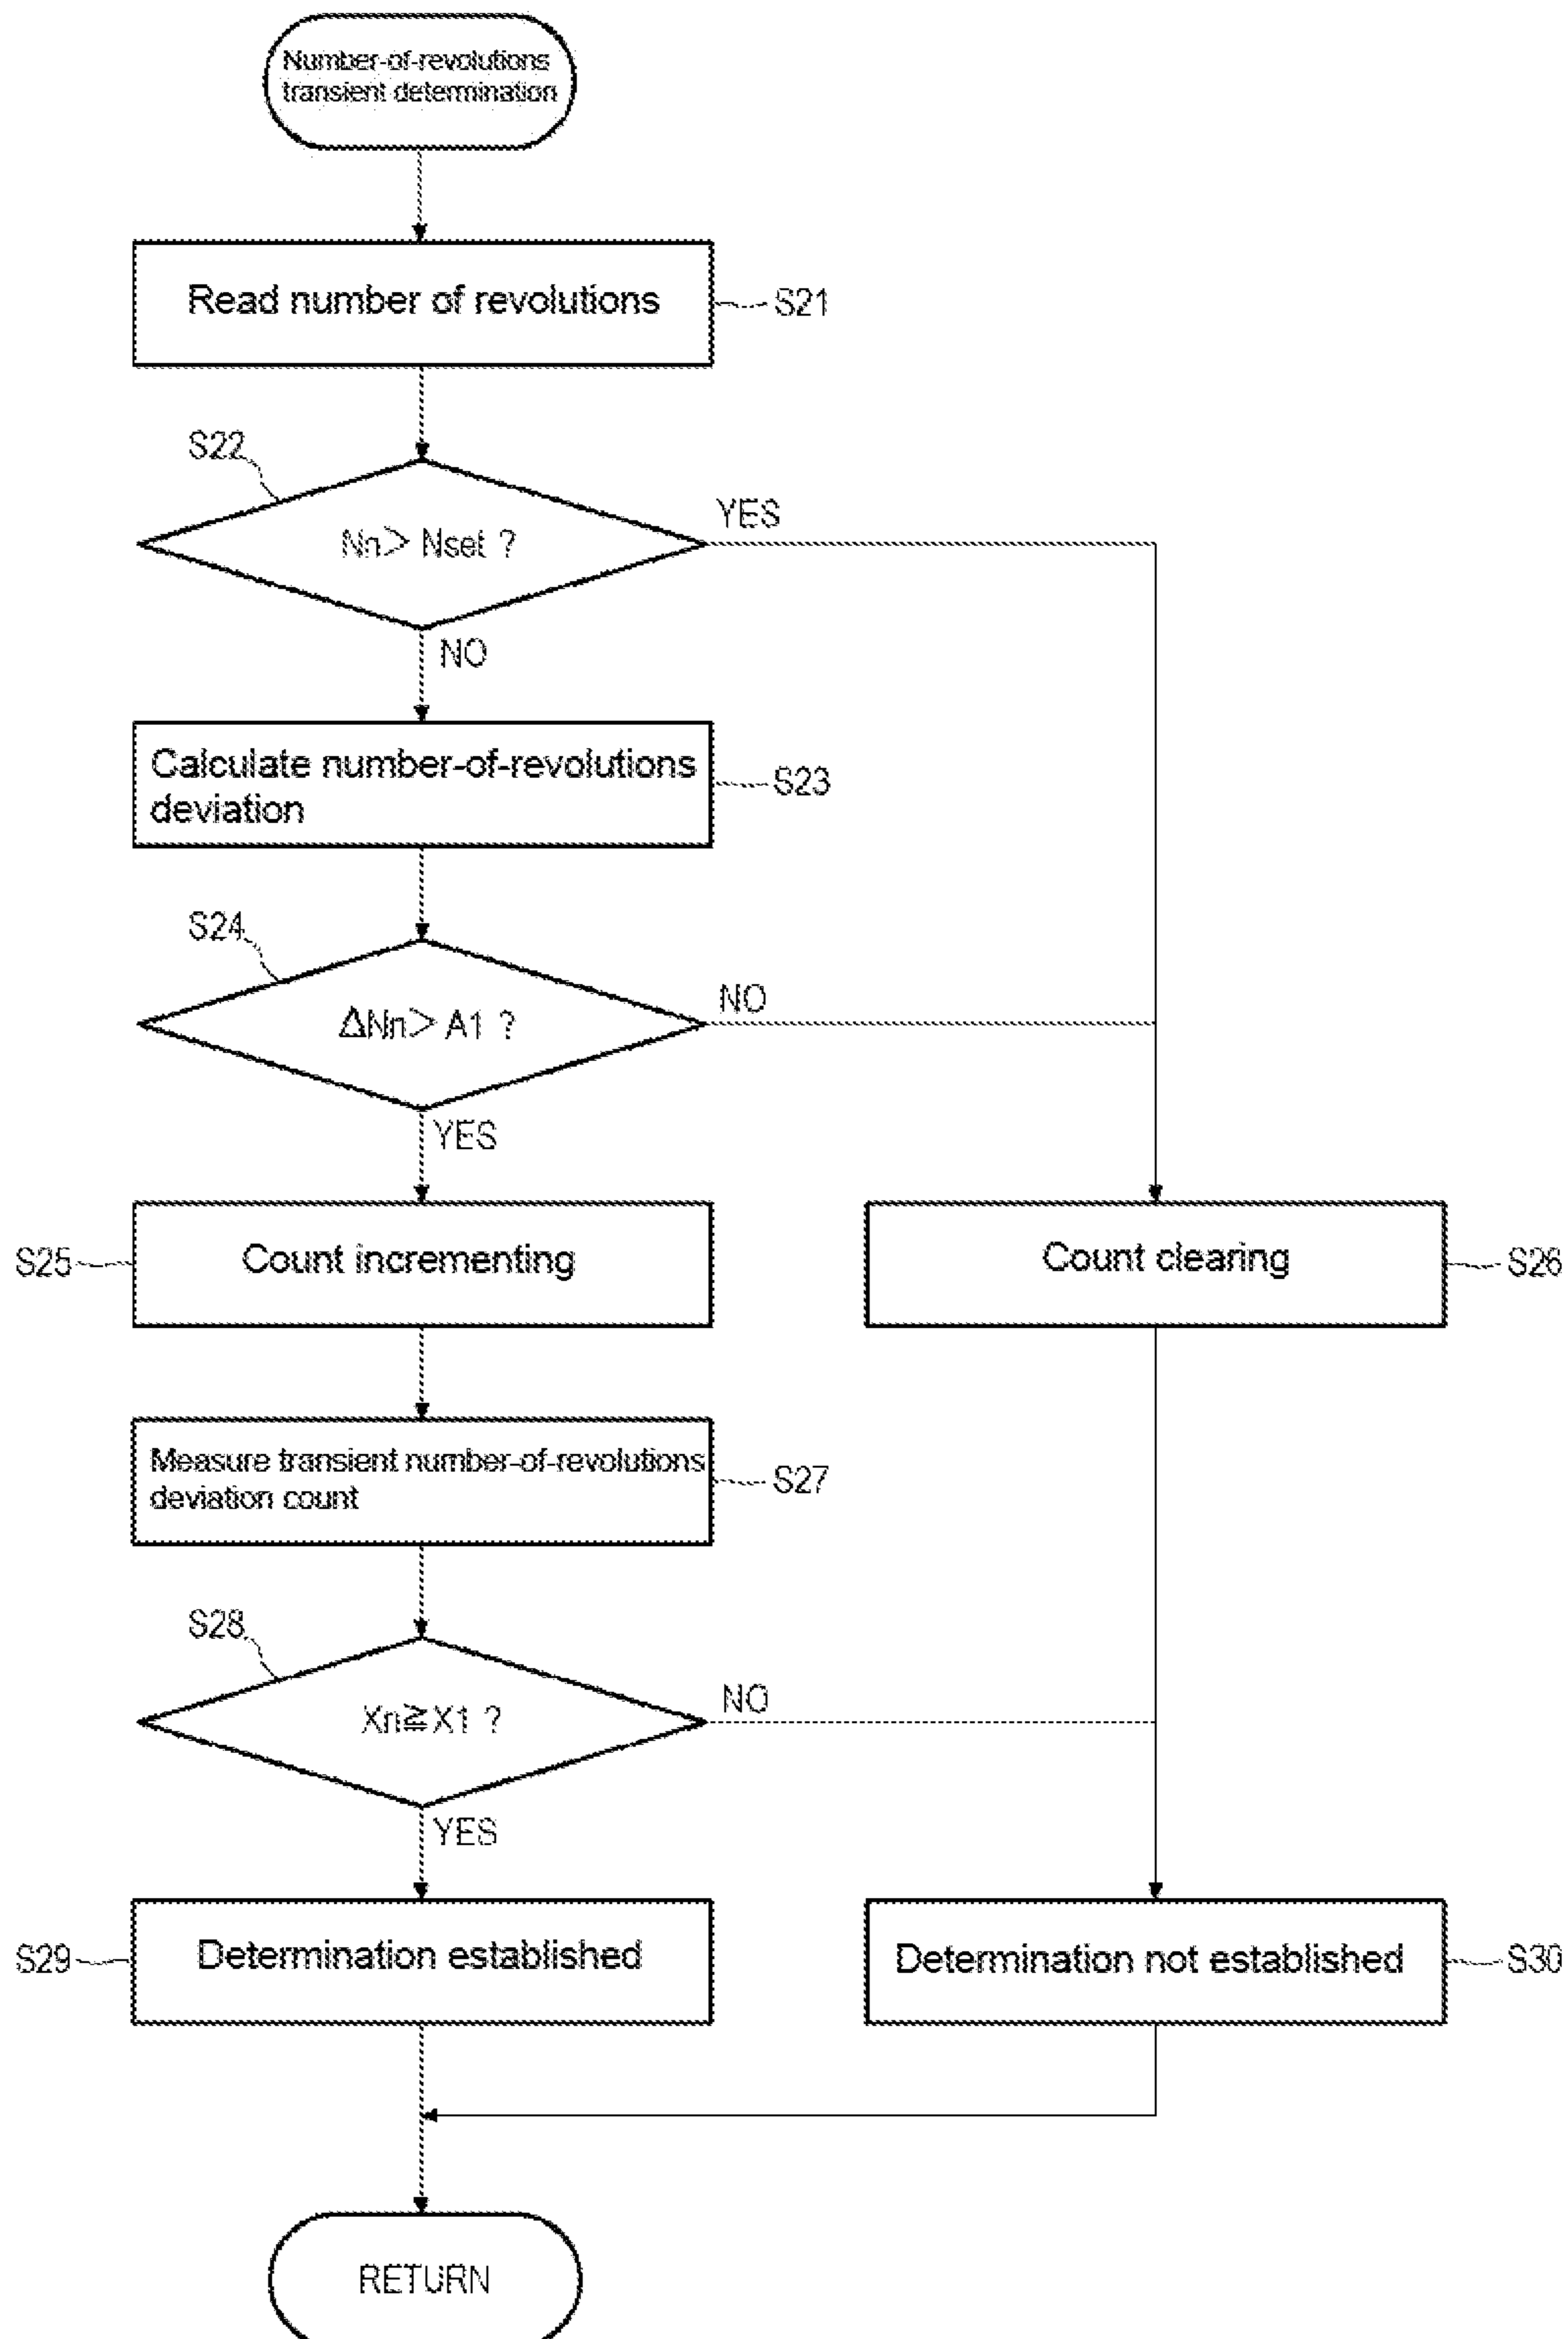 Number-of-revolutions
transient determination
Read number of revolutions
S21
S22
Nn> Nset ?
YES
NO
Calculate number-of-revolutions
deviation
S23
S24
ΔNn> A1 ?
NO
YES
S25
Count incrementing
Count clearing
S26
Measure transient number-of-revolutions
deviation count
S27
S28
Xn≧X1 ?
NO
YES
S29
Determination established
Determination not established
S30
RETURN